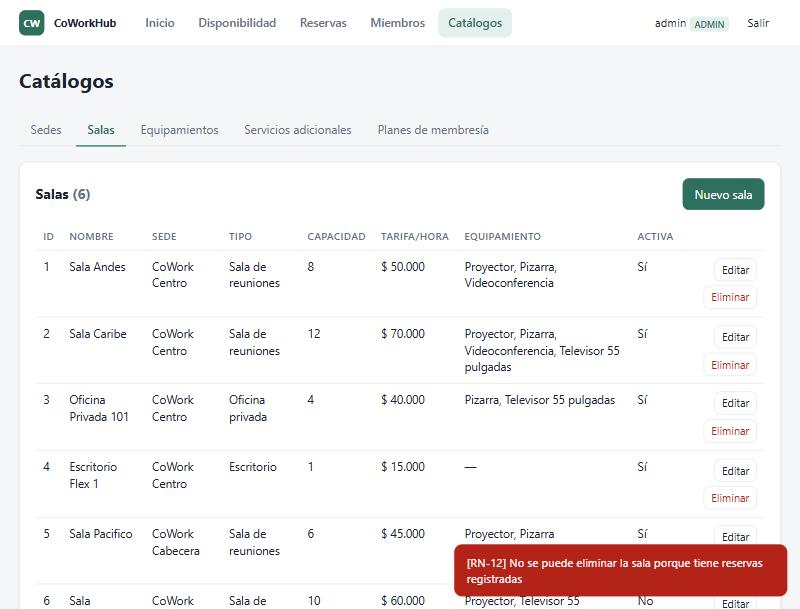 CW CoWorkHub Inicio Disponibilidad Reservas Miembros Catálogos admin ADMIN Salir
Catálogos
Sedes Salas Equipamientos Servicios adicionales Planes de membresía
Salas (6) Nueva sala
ID NOMBRE SEDE TIPO CAPACIDAD TARIFA/HORA EQUIPAMIENTO ACTIVA
1 Sala Andes CoWork Sala de 8 $ 50.000 Proyector, Pizarra, Sí Editar
Centro reuniones Videoconferencia
Eliminar
2 Sala Caribe CoWork Sala de 12 $ 70.000 Proyector, Pizarra, Sí Editar
Centro reuniones Videoconferencia, Televisor 55
pulgadas Eliminar
3 Oficina CoWork Oficina 4 $ 40.000 Pizarra, Televisor 55 pulgadas Sí Editar
Privada 101 Centro privada
Eliminar
4 Escritorio CoWork Escritorio 1 $ 15.000 — Sí Editar
Flex 1 Centro
Eliminar
5 Sala Pacifico CoWork Sala de 6 $ 45.000 Proyector, Pizarra Sí Editar
Cabecera reuniones
[RN-12] No se puede eliminar la sala porque tiene reservas
registradas
6 Sala CoWork Sala de 10 $ 60.000 Proyector, Televisor 55 No Editar